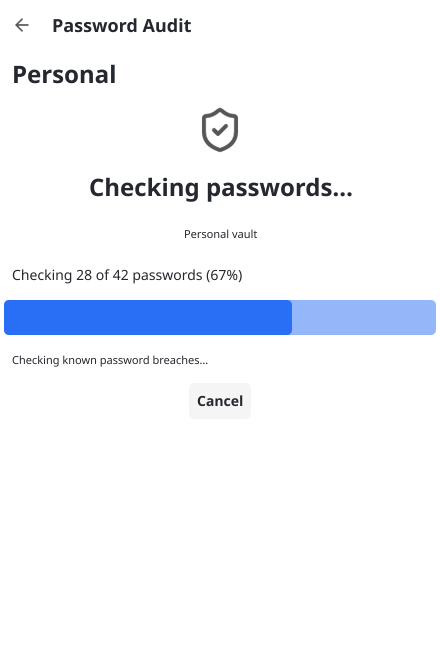 Password Audit
Personal
Checking passwords...
Personal vault
Checking 28 of 42 passwords (67%)
Checking known password breaches...
Cancel